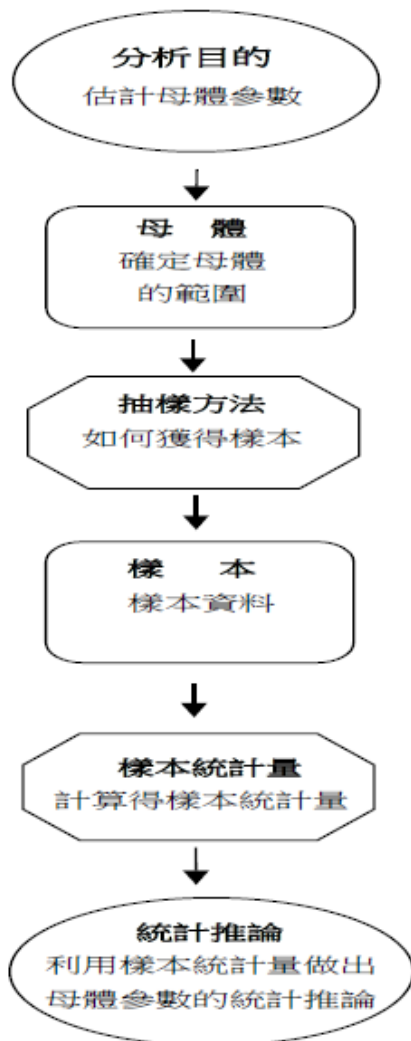 分析目的
估計母體參數
母 體
確定母體
的範圍
抽樣方法
如何獲得樣本
樣 本
樣本資料
樣本統計量
計算得樣本統計量
統計推論
利用樣本統計量做出
母體參數的統計推論